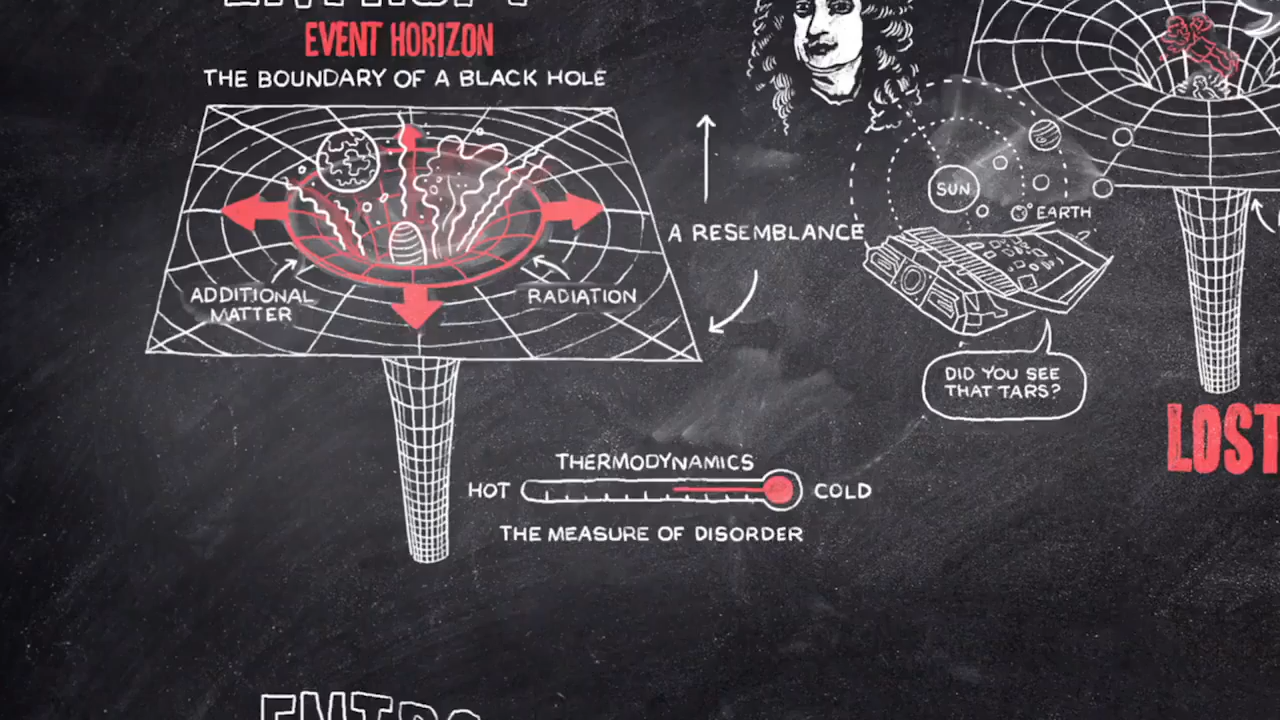 EVENT HORIZON
THE BOUNDARY OF A BLACK HOLE
ADDITIONAL
MATTER
RADIATION
A RESEMBLANCE
SUN
EARTH
DID YOU SEE
THAT TARS?
LOST
THERMODYNAMICS
HOT
COLD
THE MEASURE OF DISORDER